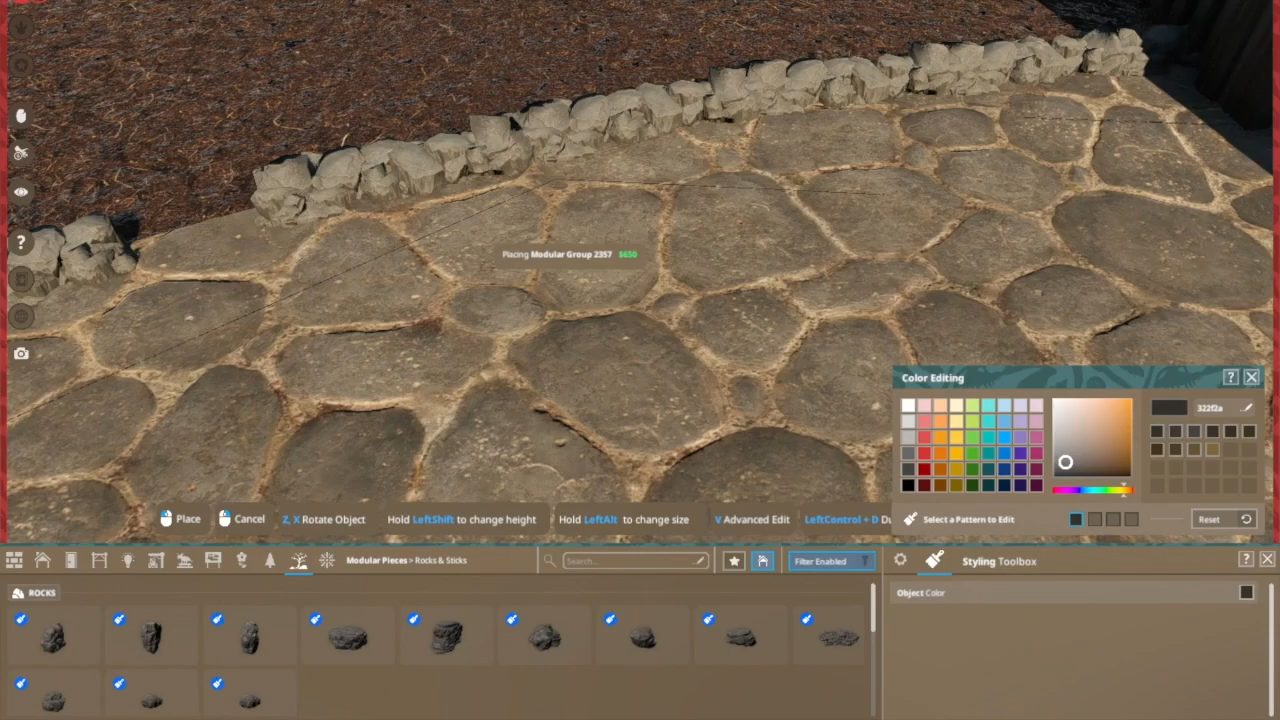 ?
Placing Modular Group 2357 $650
Color Editing
?
322f2a
Place
Cancel
Z, X Rotate Object
Hold LeftShift to change height
Hold LeftAlt to change size
V Advanced Edit
LeftControl + D Du
Select a Pattern to Edit
Reset
Modular Pieces > Rocks & Sticks
Search...
Filter Enabled
Styling Toolbox
?
ROCKS
Object Color